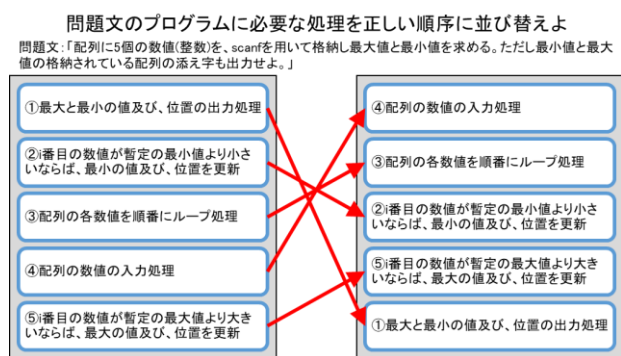 問題文のプログラムに必要な処理を正しい順序に並び替えよ
問題文:「配列に5個の数値(整数)を、scanfを用いて格納し最大値と最小値を求める。ただし最小値と最大
値の格納されている配列の添え字も出力せよ。」
①最大と最小の値及び、位置の出力処理
②i番目の数値が暫定の最小値より小さ
いならば、最小の値及び、位置を更新
③配列の各数値を順番にループ処理
④配列の数値の入力処理
⑤i番目の数値が暫定の最大値より大き
いならば、最大の値及び、位置を更新
④配列の数値の入力処理
③配列の各数値を順番にループ処理
②i番目の数値が暫定の最小値より小さ
いならば、最小の値及び、位置を更新
⑤i番目の数値が暫定の最大値より大き
いならば、最大の値及び、位置を更新
①最大と最小の値及び、位置の出力処理